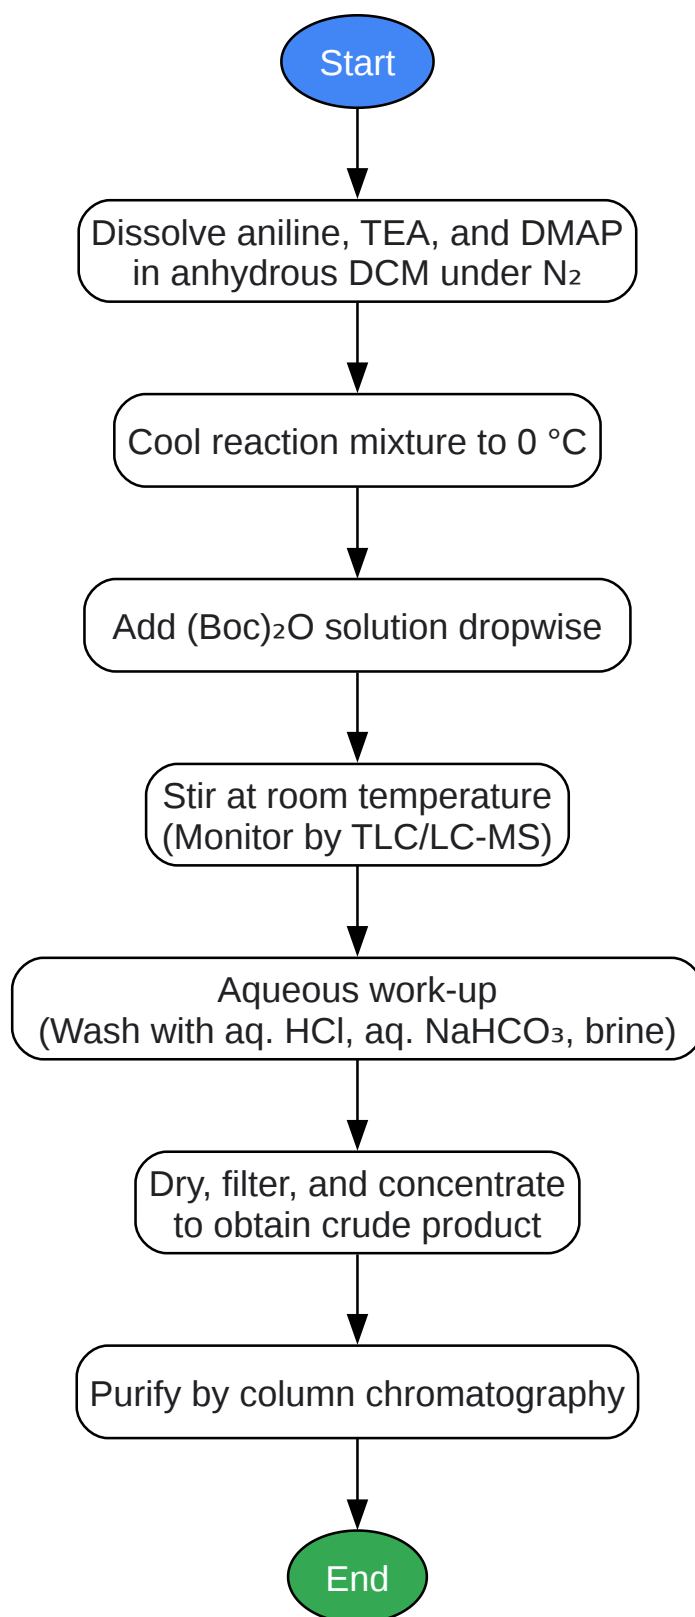 Start
Dissolve aniline, TEA, and DMAP
in anhydrous DCM under N₂
Cool reaction mixture to 0 °C
Add (Boc)₂O solution dropwise
Stir at room temperature
(Monitor by TLC/LC-MS)
Aqueous work-up
(Wash with aq. HCl, aq. NaHCO₃, brine)
Dry, filter, and concentrate
to obtain crude product
Purify by column chromatography
End